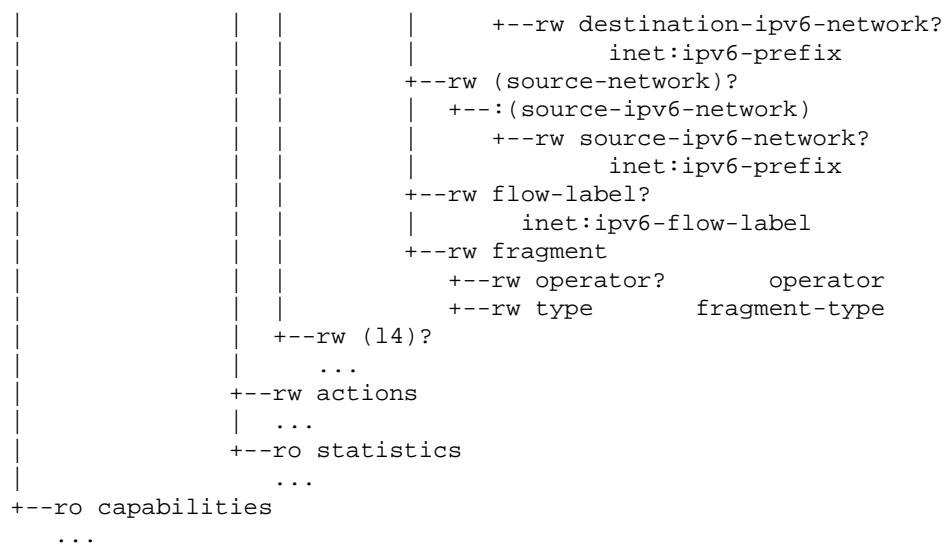 |               |  |  |        |     +--rw destination-ipv6-network?
|               |  |  |        |             inet:ipv6-prefix
|               |  |  |        +--rw (source-network)?
|               |  |  |        |  +--:(source-ipv6-network)
|               |  |  |        |     +--rw source-ipv6-network?
|               |  |  |        |             inet:ipv6-prefix
|               |  |  |        +--rw flow-label?
|               |  |  |        |       inet:ipv6-flow-label
|               |  |  |        +--rw fragment
|               |  |  |           +--rw operator?       operator
|               |  |  |           +--rw type       fragment-type
|               |  +--rw (l4)?
|               |  |     ...
|               +--rw actions
|               |  ...
|               +--ro statistics
|                  ...
+--ro capabilities
   ...